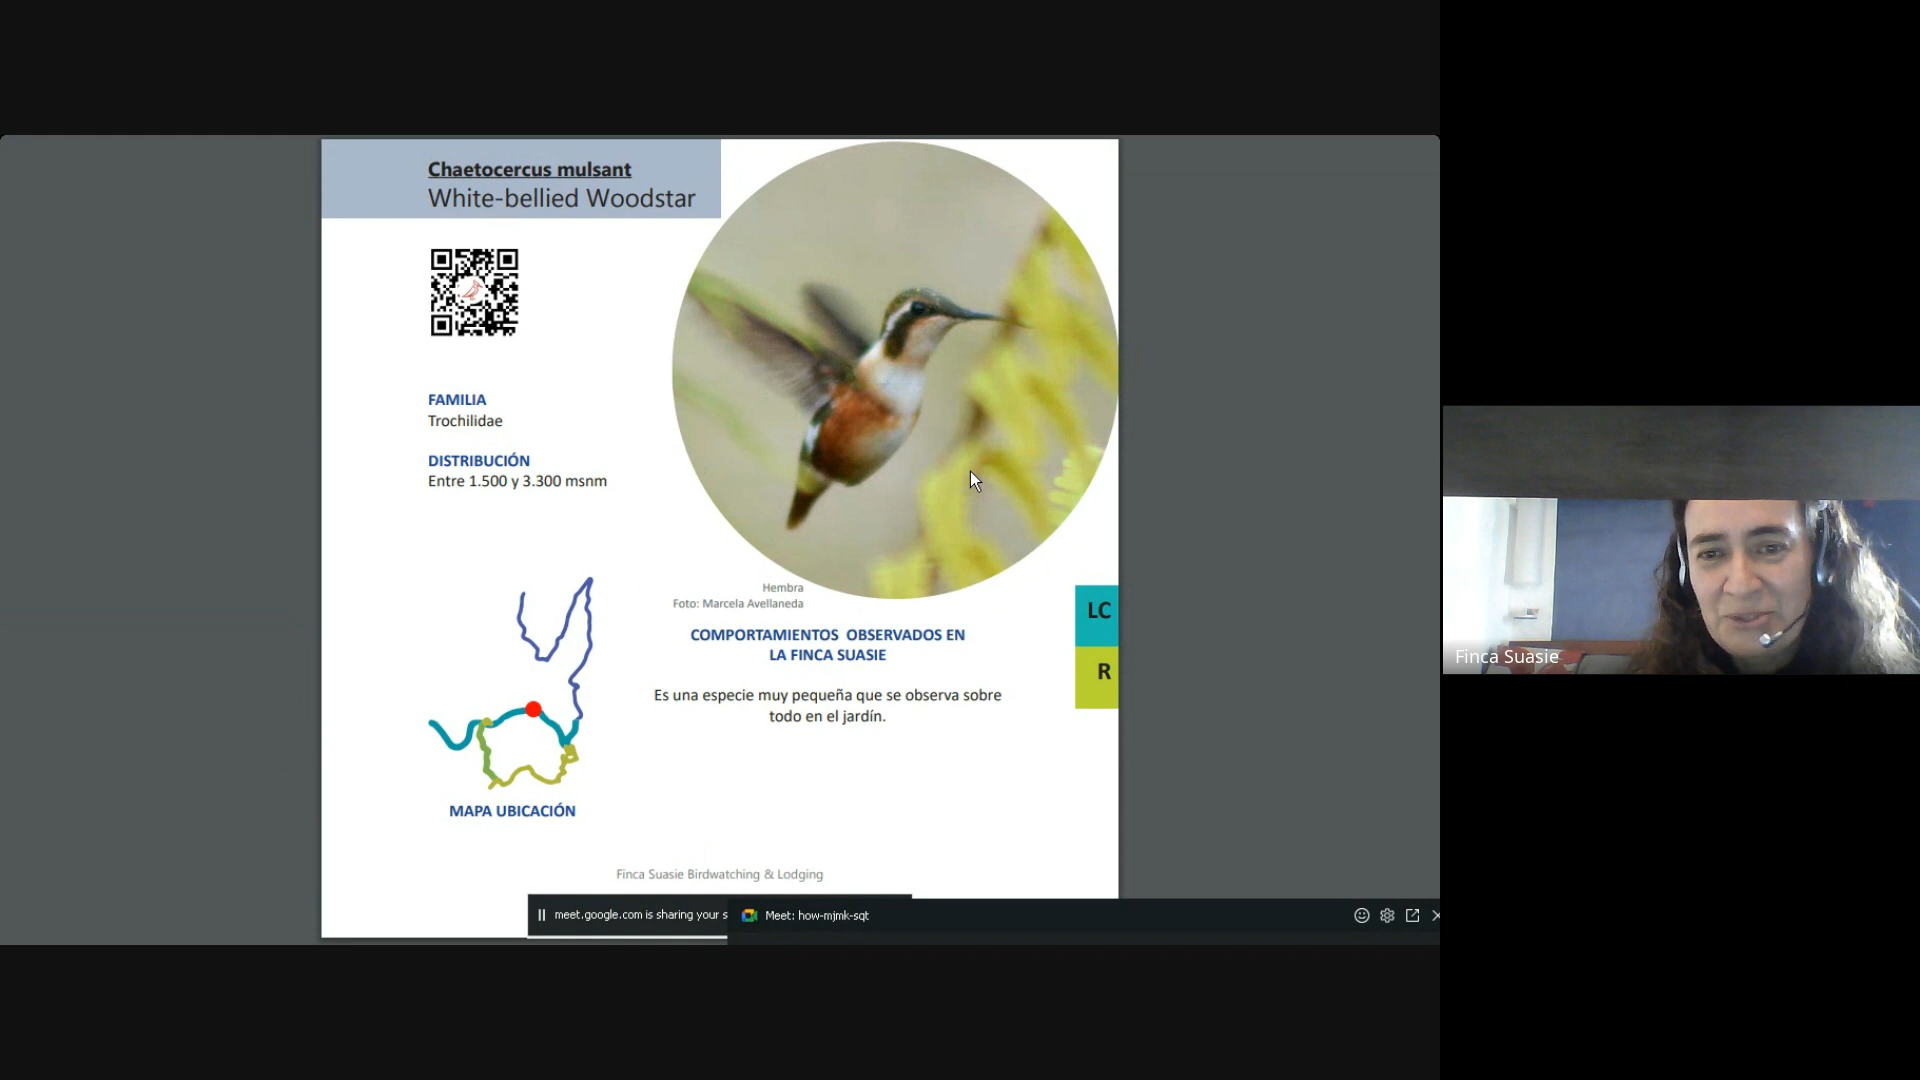 Chaetocercus mulsant
White-bellied Woodstar
FAMILIA
Trochilidae
DISTRIBUCIÓN
Entre 1.500 y 3.300 msnm
Hembra
Foto: Marcela Avellaneda
COMPORTAMIENTOS OBSERVADOS EN
LA FINCA SUASIE
Es una especie muy pequeña que se observa sobre
todo en el jardín.
LC
R
MAPA UBICACIÓN
Finca Suasie Birdwatching & Lodging
meet.google.com is sharing your s
Meet: how-mjmk-sqt
Finca Suasie